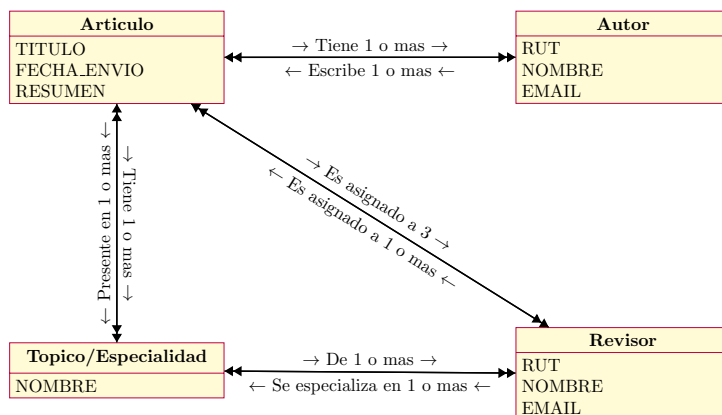 Articulo
TITULO
FECHA_ENVIO
RESUMEN
→ Tiene 1 o mas →
← Escribe 1 o mas ←
Autor
RUT
NOMBRE
EMAIL
← Presente en 1 o mas ←
→ Tiene 1 o mas →
→ Es asignado a 3 →
← Es asignado a 1 o mas ←
Topico/Especialidad
NOMBRE
→ De 1 o mas →
← Se especializa en 1 o mas ←
Revisor
RUT
NOMBRE
EMAIL